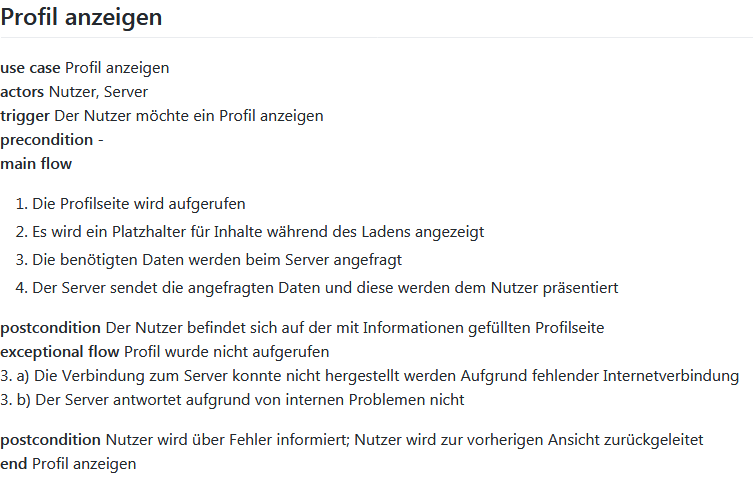 Profil anzeigen
use case Profil anzeigen
actors Nutzer, Server
trigger Der Nutzer möchte ein Profil anzeigen
precondition -
main flow
1. Die Profilseite wird aufgerufen
2. Es wird ein Platzhalter für Inhalte während des Ladens angezeigt
3. Die benötigten Daten werden beim Server angefragt
4. Der Server sendet die angefragten Daten und diese werden dem Nutzer präsentiert
postcondition Der Nutzer befindet sich auf der mit Informationen gefüllten Profilseite
exceptional flow Profil wurde nicht aufgerufen
3. a) Die Verbindung zum Server konnte nicht hergestellt werden Aufgrund fehlender Internetverbindung
3. b) Der Server antwortet aufgrund von internen Problemen nicht
postcondition Nutzer wird über Fehler informiert; Nutzer wird zur vorherigen Ansicht zurückgeleitet
end Profil anzeigen